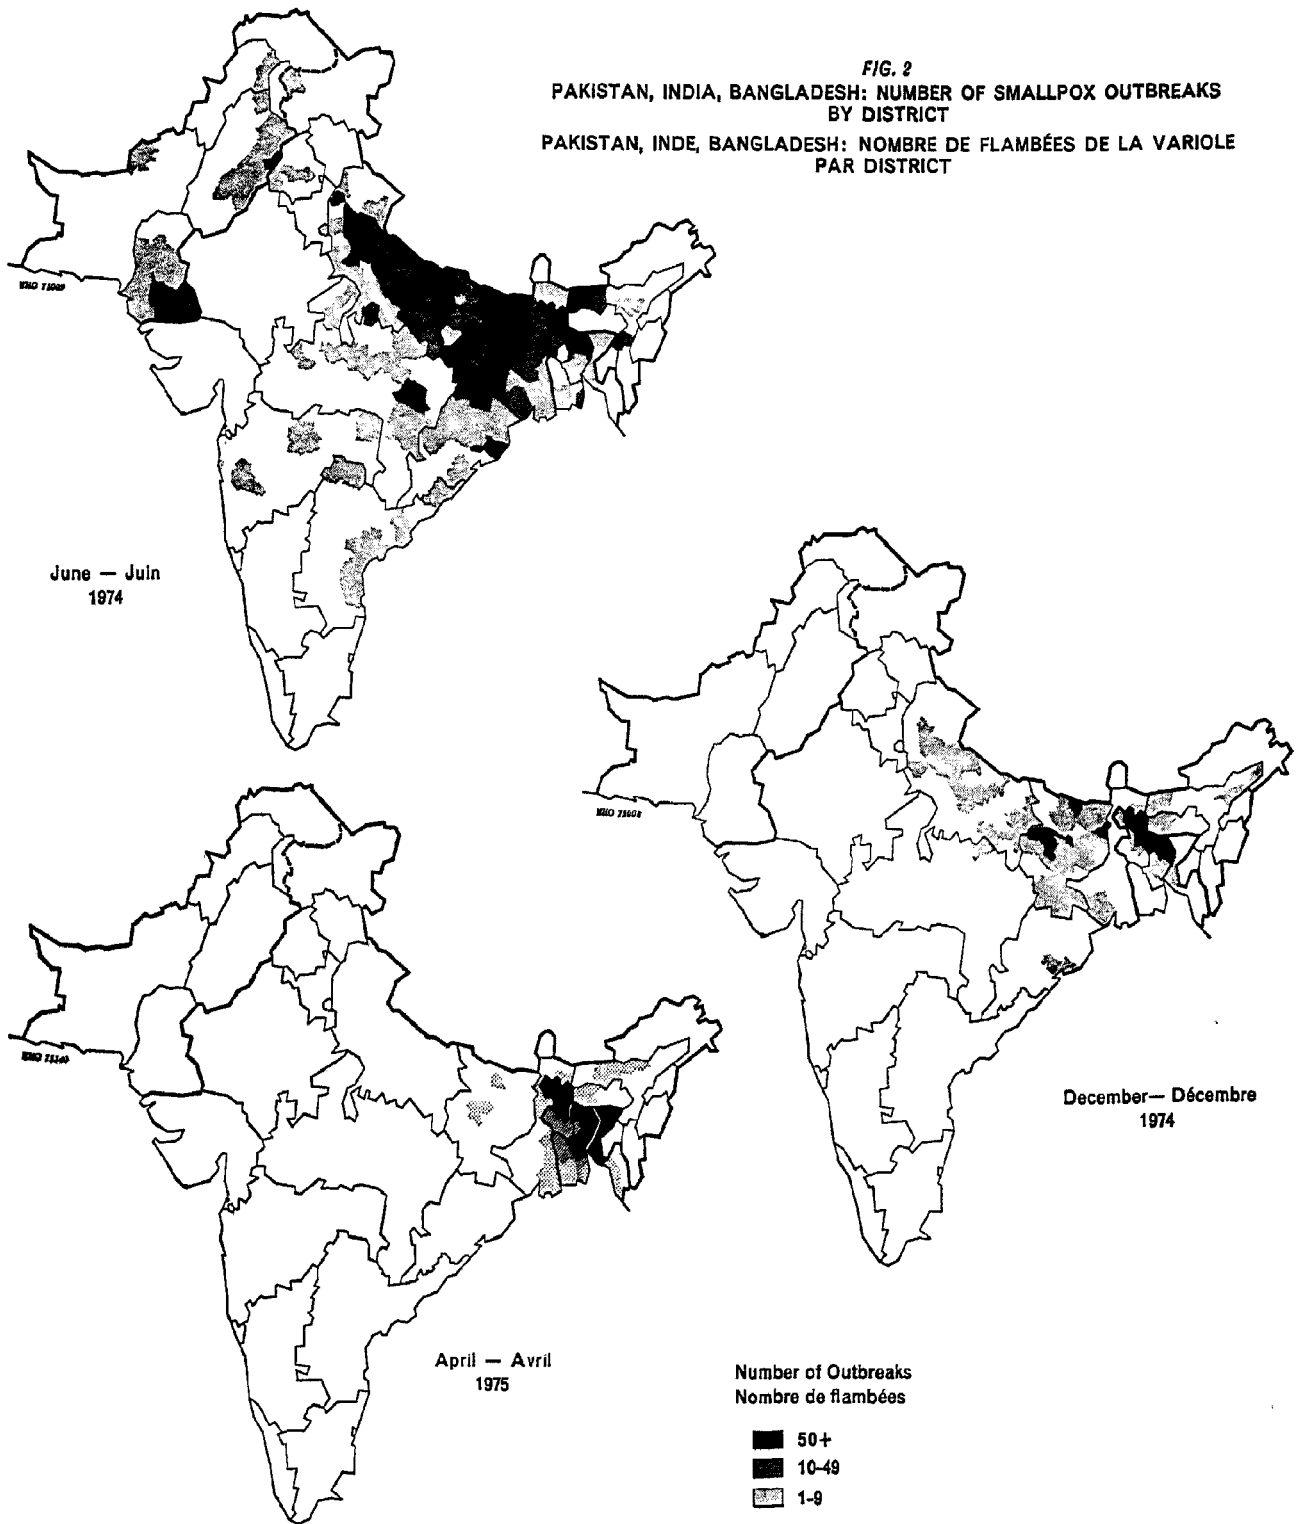 FIG. 2
PAKISTAN, INDIA, BANGLADESH: NUMBER OF SMALLPOX OUTBREAKS
BY DISTRICT
PAKISTAN, INDE, BANGLADESH: NOMBRE DE FLAMBÉES DE LA VARIOLE
PAR DISTRICT
June — Juin
1974
December— Décembre
1974
April — Avril
1975
Number of Outbreaks
Nombre de flambées
50+
10-49
1-9